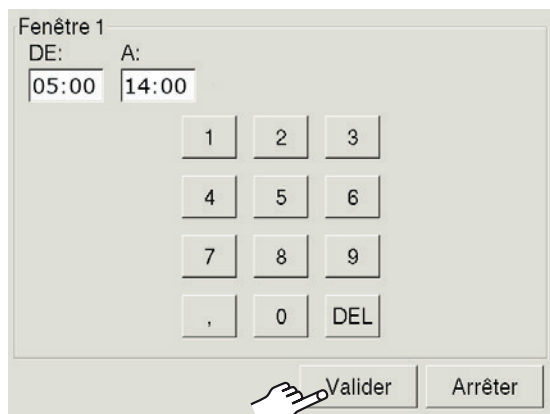 Fenêtre 1
DE: A:
05:00 14:00
1 2 3
4 5 6
7 8 9
, 0 DEL
Valider Arrêter